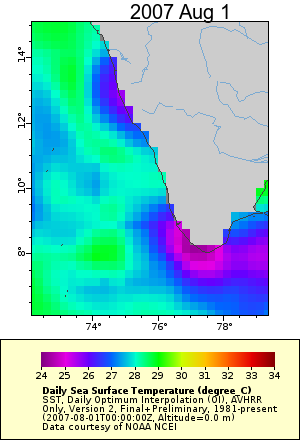 2007 Aug 1
14°
12°
10°
8°
74°
76°
78°
24 25 26 27 28 29 30 31 32 33 34
Daily Sea Surface Temperature (degree_C)
SST, Daily Optimum Interpolation (OI), AVHRR
Only, Version 2, Final+Preliminary, 1981-present
(2007-08-01T00:00:00Z, Altitude=0.0 m)
Data courtesy of NOAA NCEI